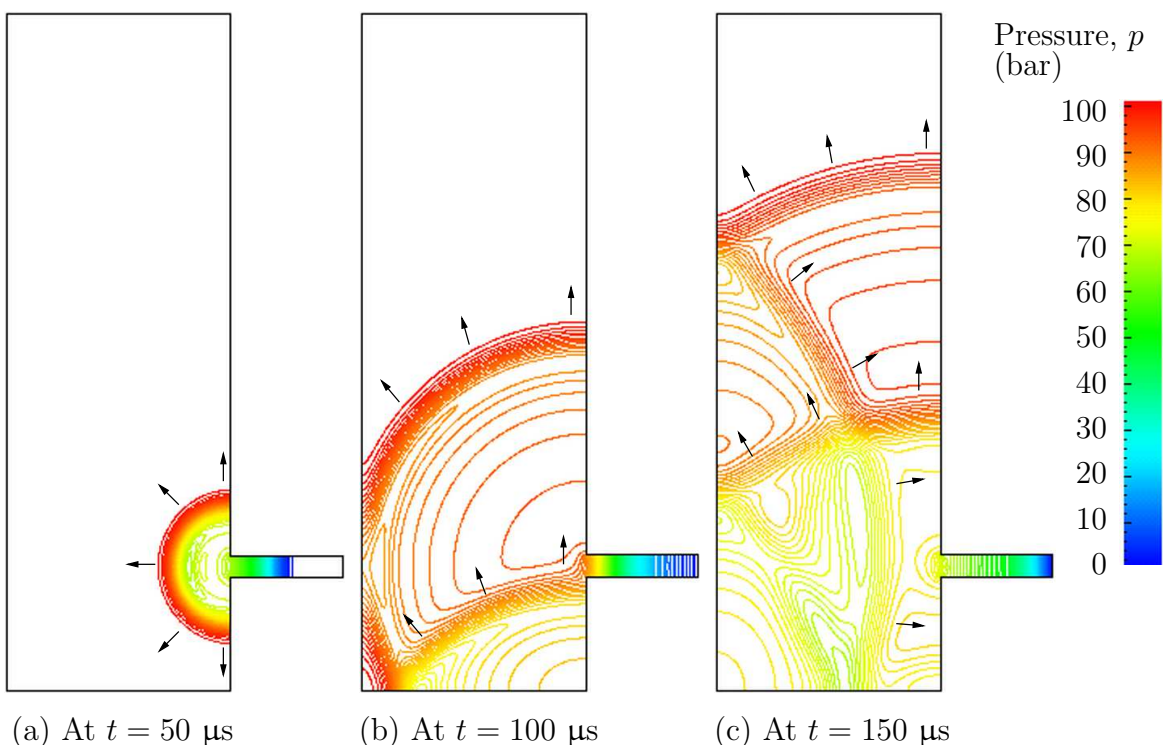 Pressure, p
(bar)
100
90
80
70
60
50
40
30
20
10
0
(a) At t = 50 μs
(b) At t = 100 μs
(c) At t = 150 μs